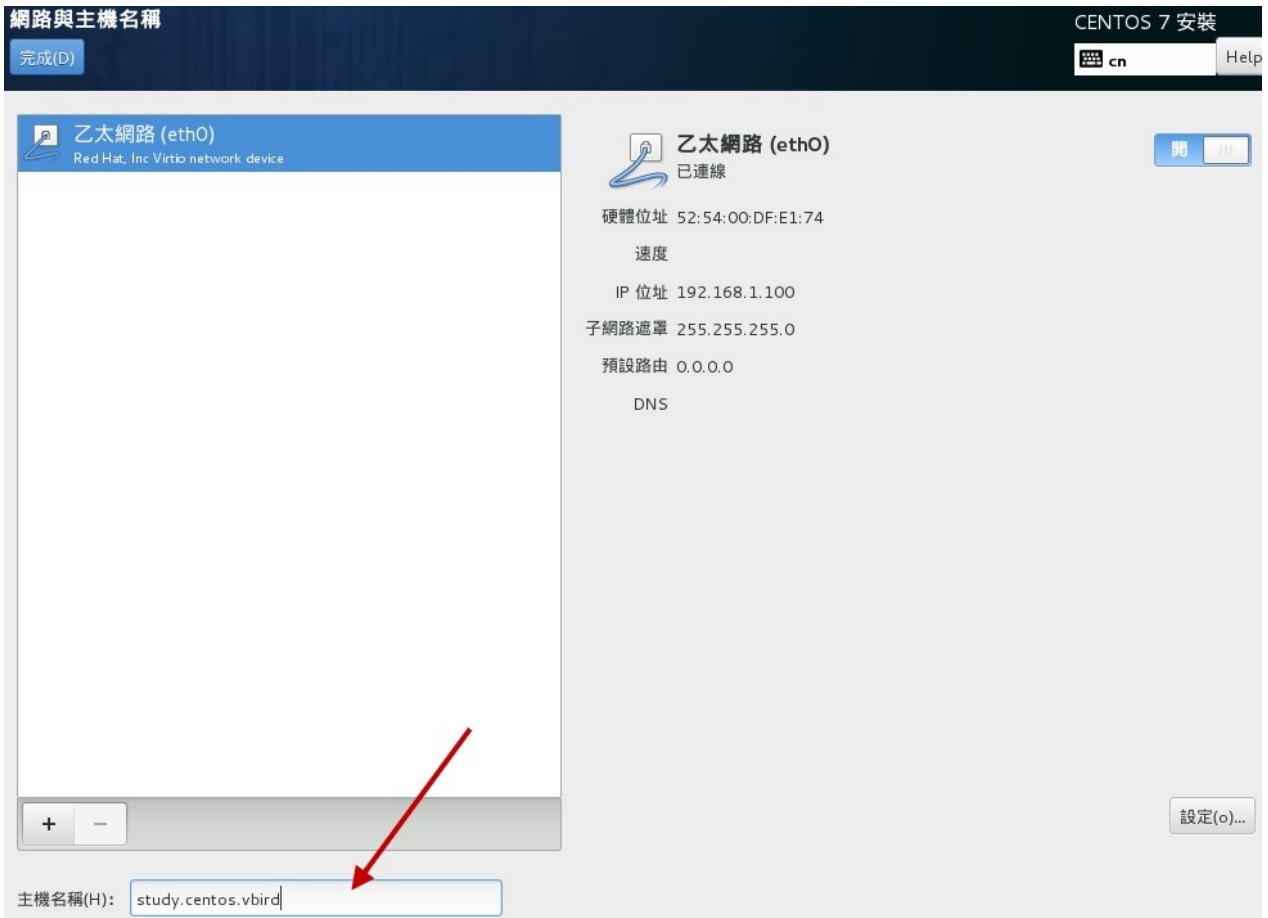 網路與主機名稱
CENTOS 7 安裝
完成(D)
cn
Help
乙太網路 (eth0)
Red Hat, Inc Virtio network device
乙太網路 (eth0)
已連線
開
硬體位址 52:54:00:DF:E1:74
速度
IP 位址 192.168.1.100
子網路遮罩 255.255.255.0
預設路由 0.0.0.0
DNS
+ −
設定(o)...
主機名稱(H): study.centos.vbird